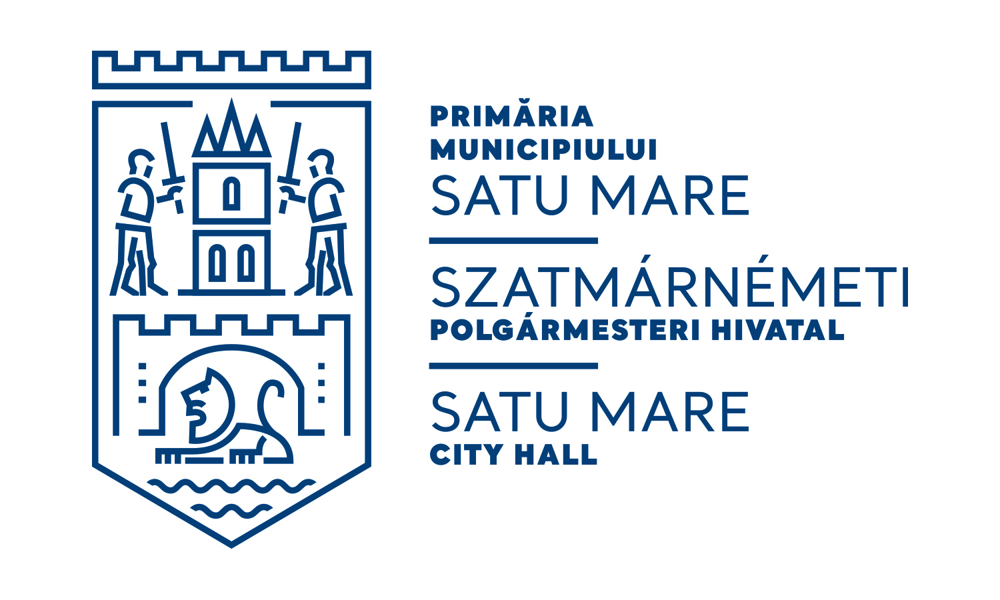 PRIMĂRIA
MUNICIPIULUI
SATU MARE
SZATMÁRNÉMETI
POLGÁRMESTERI HIVATAL
SATU MARE
CITY HALL